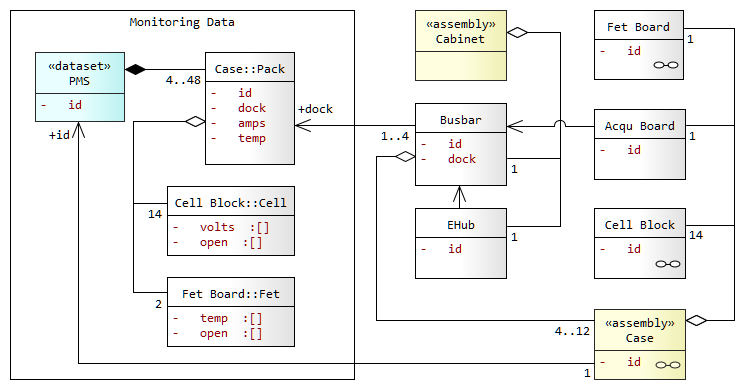 Monitoring Data
«dataset»
PMS
- id
4..48
Case::Pack
- id
- dock
- amps
- temp
+dock
+id
Cell Block::Cell
- volts :[]
- open :[]
14
Fet Board::Fet
- temp :[]
- open :[]
2
«assembly»
Cabinet
Busbar
- id
- dock
1..4
1
EHub
- id
1
Fet Board
- id
1
Acqu Board
- id
1
Cell Block
- id
14
«assembly»
Case
- id
4..12
1